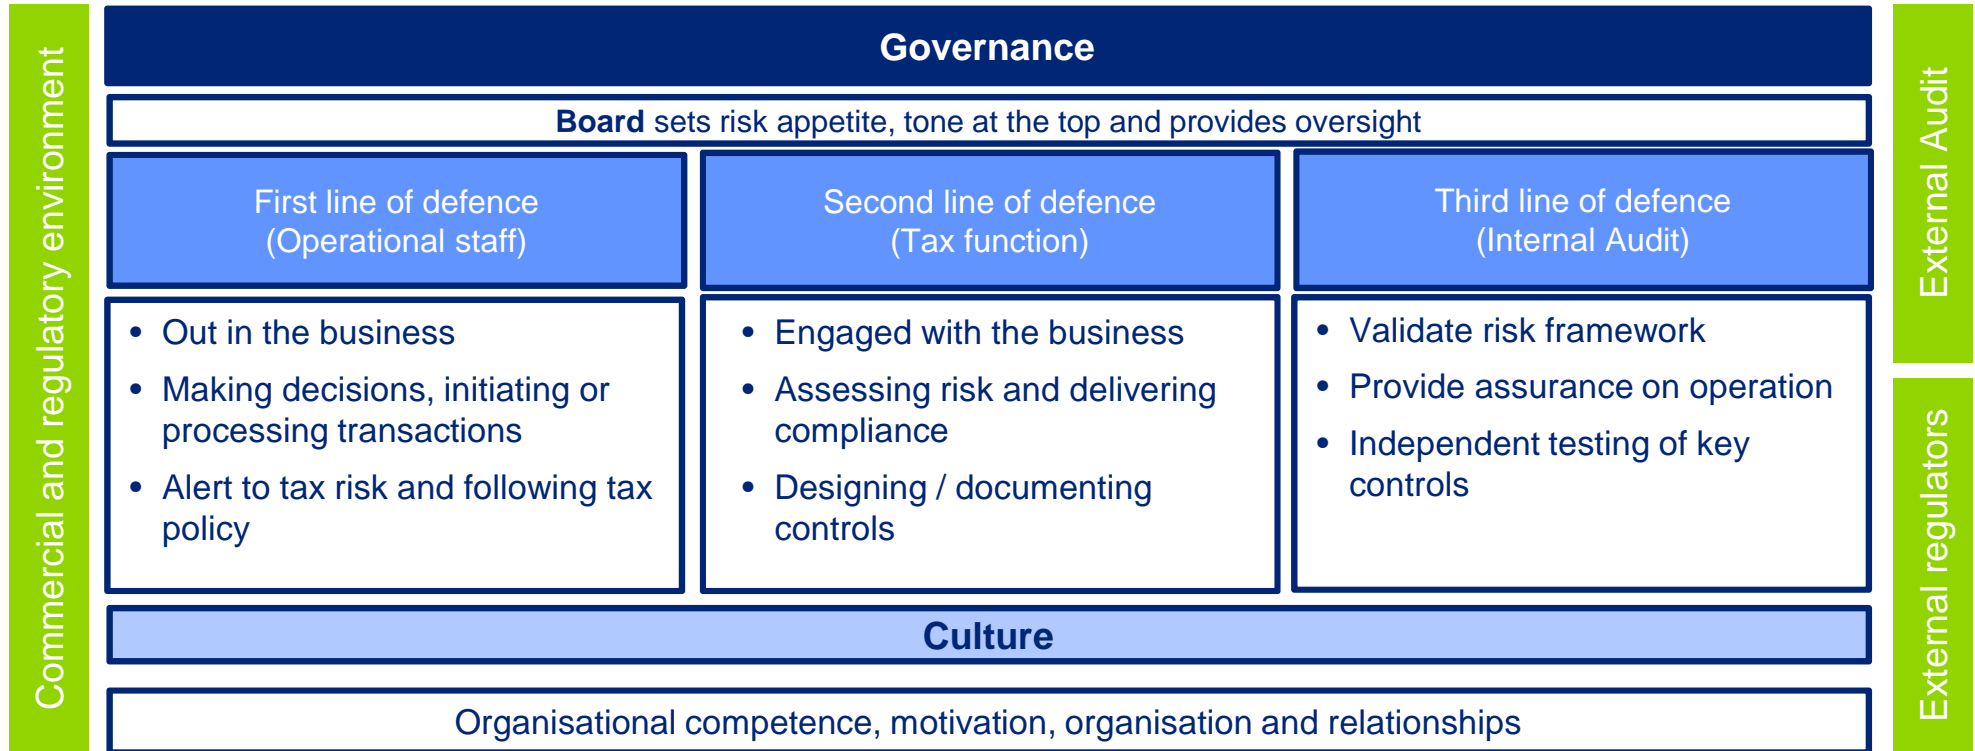 Commercial and regulatory environment
Governance
Board sets risk appetite, tone at the top and provides oversight
First line of defence
(Operational staff)
• Out in the business
• Making decisions, initiating or
processing transactions
• Alert to tax risk and following tax
policy
Second line of defence
(Tax function)
• Engaged with the business
• Assessing risk and delivering
compliance
• Designing / documenting
controls
Third line of defence
(Internal Audit)
• Validate risk framework
• Provide assurance on operation
• Independent testing of key
controls
Culture
Organisational competence, motivation, organisation and relationships
External Audit
External regulators